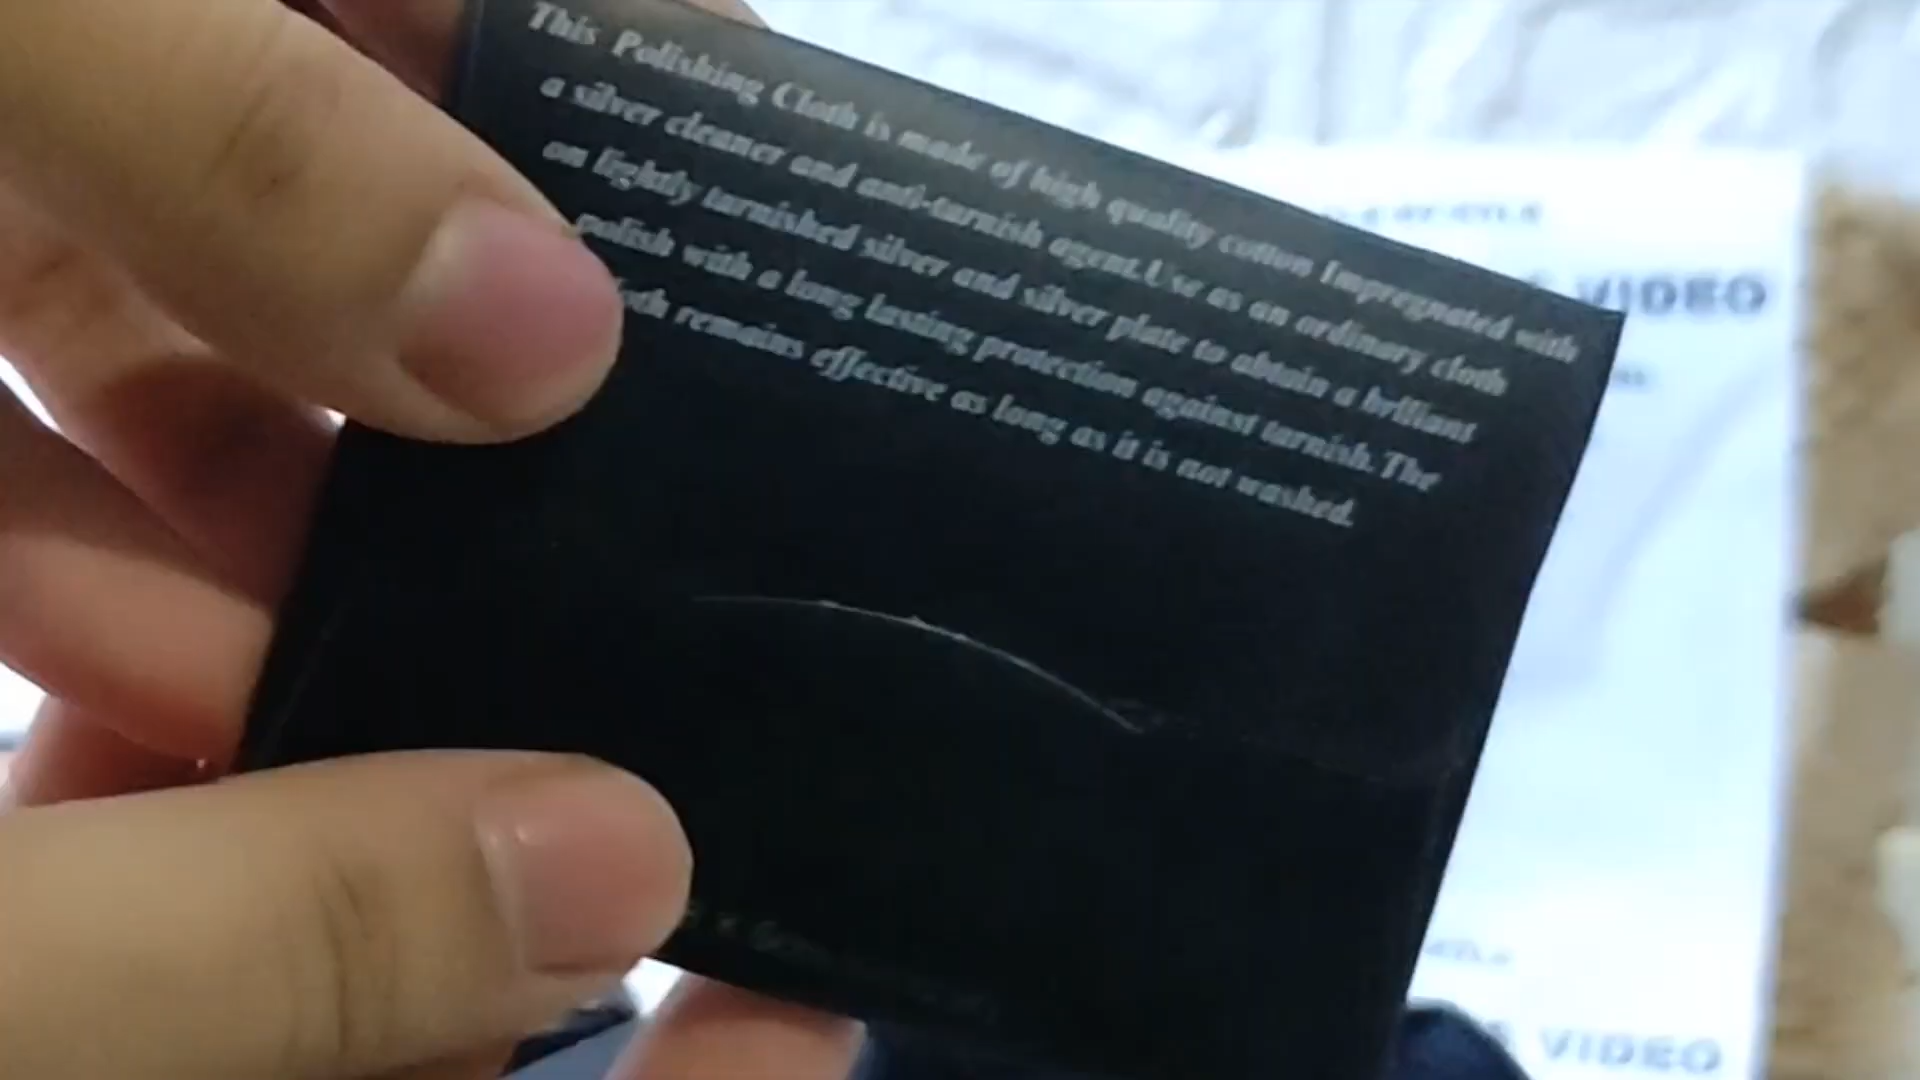 This Polishing Cloth is made of high quality cotton Impregnated with
a silver cleaner and anti-tarnish agent.Use as an ordinary cloth
on lightly tarnished silver and silver plate to obtain a brilliant
polish with a long lasting protection against tarnish.The
remains effective as long as it is not washed.
VIDEO
VIDEO